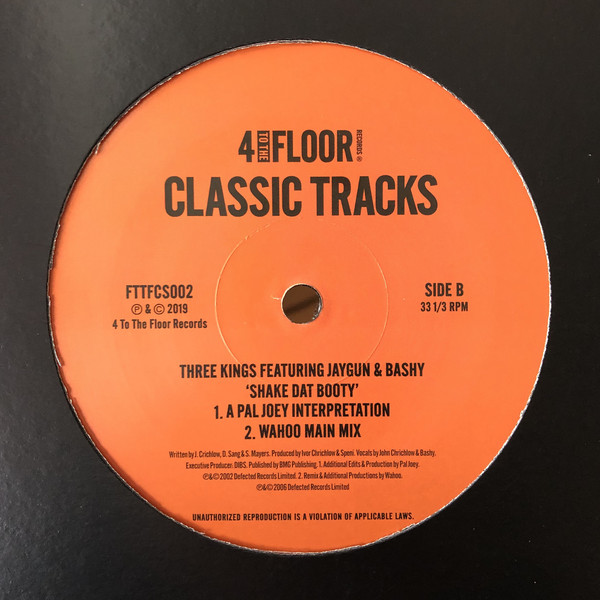 4 TO THE FLOOR RECORDS ®
CLASSIC TRACKS
FTTFCS002
Ⓟ & © 2019
4 To The Floor Records
SIDE B
33 1/3 RPM
THREE KINGS FEATURING JAYGUN & BASHY
‘SHAKE DAT BOOTY’
1. A PAL JOEY INTERPRETATION
2. WAHOO MAIN MIX
Written by J. Crichlow, D. Sang & S. Mayers. Produced by Ivor Chrichlow & Speni. Vocals by John Chrichlow & Bashy.
Executive Producer: DIBS. Published by BMG Publishing. 1. Additional Edits & Production by Pal Joey.
Ⓟ&© 2002 Defected Records Limited. 2. Remix & Additional Productions by Wahoo.
Ⓟ&© 2006 Defected Records Limited
UNAUTHORIZED REPRODUCTION IS A VIOLATION OF APPLICABLE LAWS.